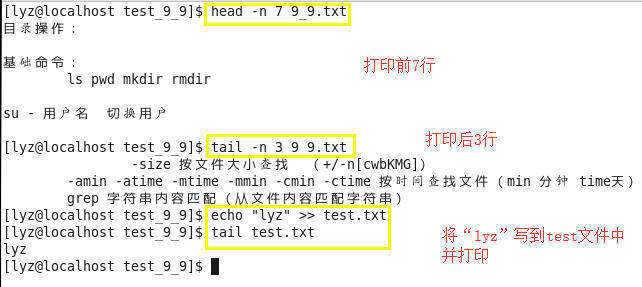 [lyz@localhost test_9_9]$ head -n 7 9_9.txt
目录操作：
基础命令：
ls pwd mkdir rmdir
打印前7行
su - 用户名 切换用户
[lyz@localhost test_9_9]$ tail -n 3 9 9.txt
打印后3行
-size 按文件大小查找 （+/-n[cwbKMG]）
-amin -atime -mtime -mmin -cmin -ctime 按时间查找文件（min 分钟 time天）
grep 字符串内容匹配（从文件内容匹配字符串）
[lyz@localhost test_9_9]$ echo "lyz" >> test.txt
[lyz@localhost test_9_9]$ tail test.txt
将“lyz”写到test文件中
并打印
lyz
[lyz@localhost test_9_9]$